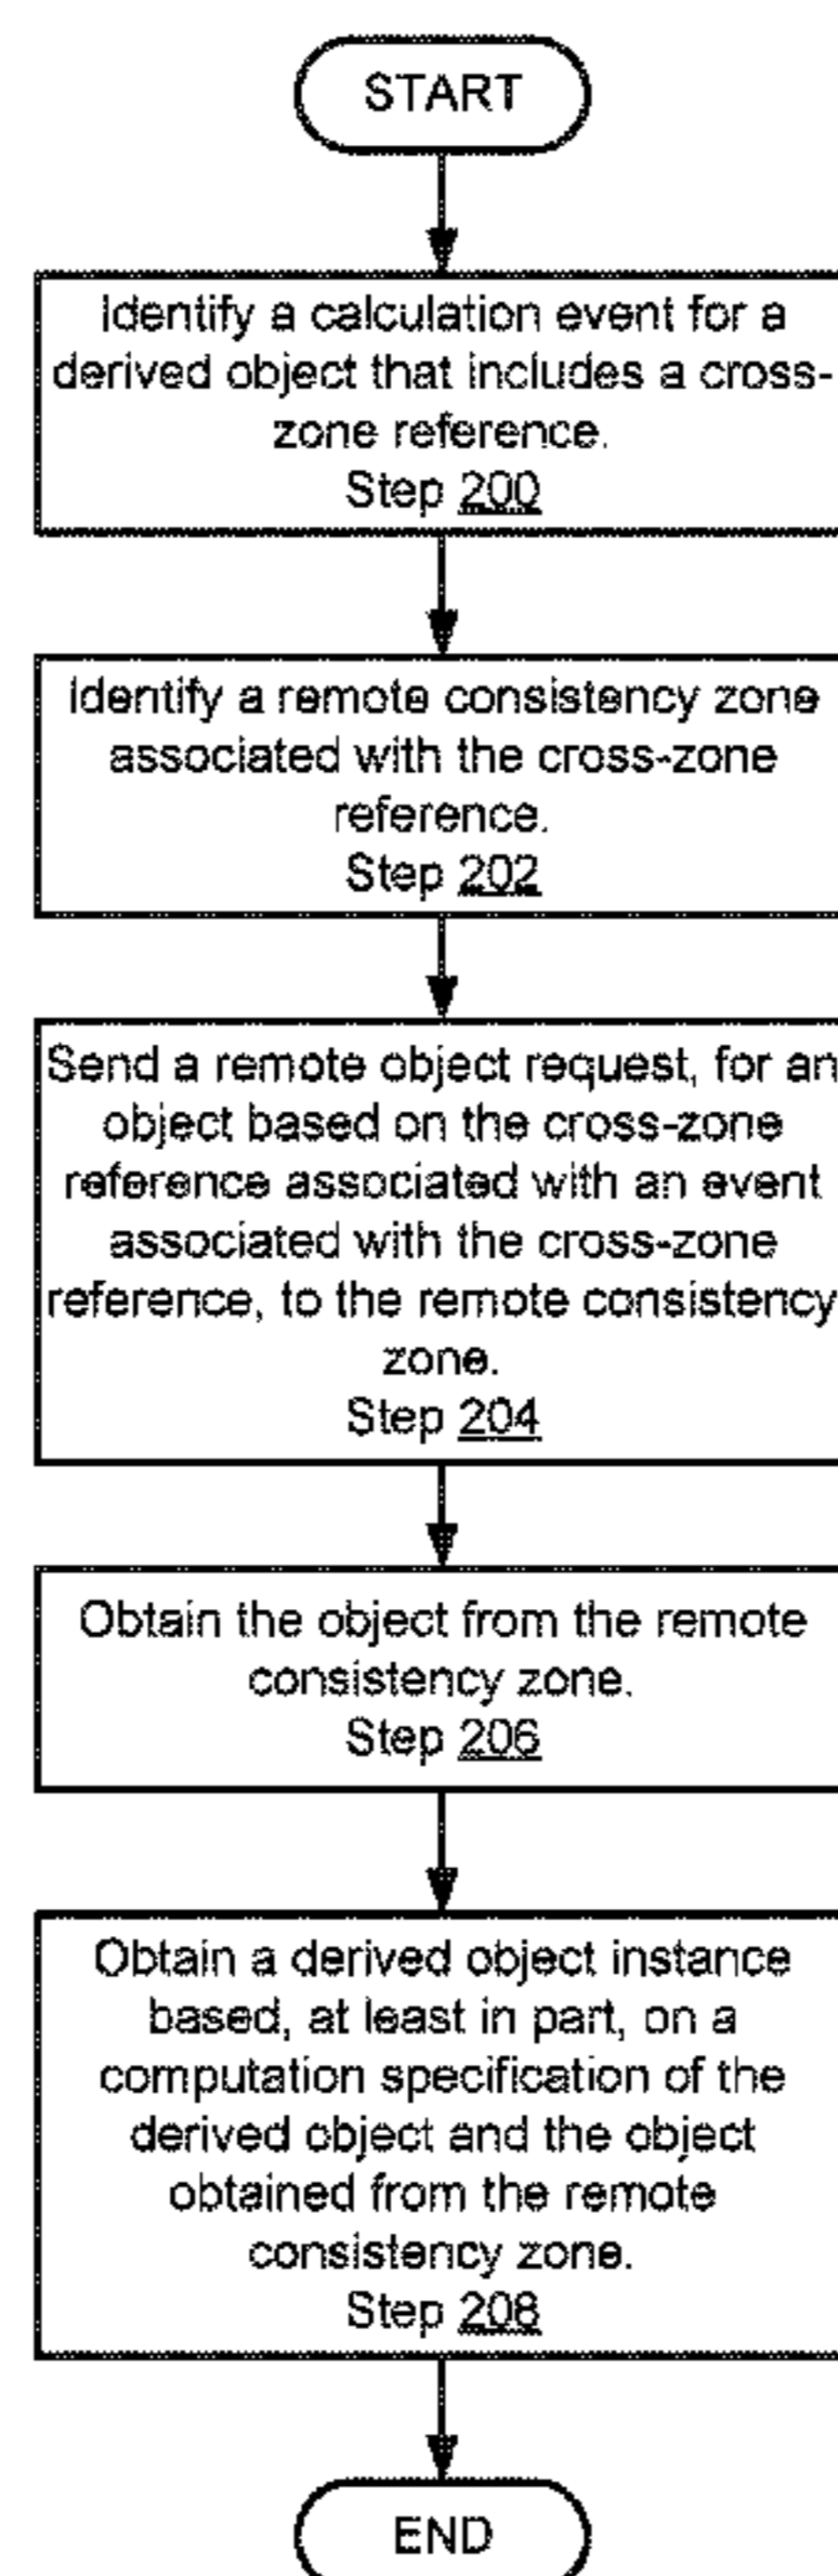 START
Identify a calculation event for a
derived object that includes a cross-
zone reference.
Step 200
Identify a remote consistency zone
associated with the cross-zone
reference.
Step 202
Send a remote object request, for an
object based on the cross-zone
reference associated with an event
associated with the cross-zone
reference, to the remote consistency
zone.
Step 204
Obtain the object from the remote
consistency zone.
Step 206
Obtain a derived object instance
based, at least in part, on a
computation specification of the
derived object and the object
obtained from the remote
consistency zone.
Step 208
END